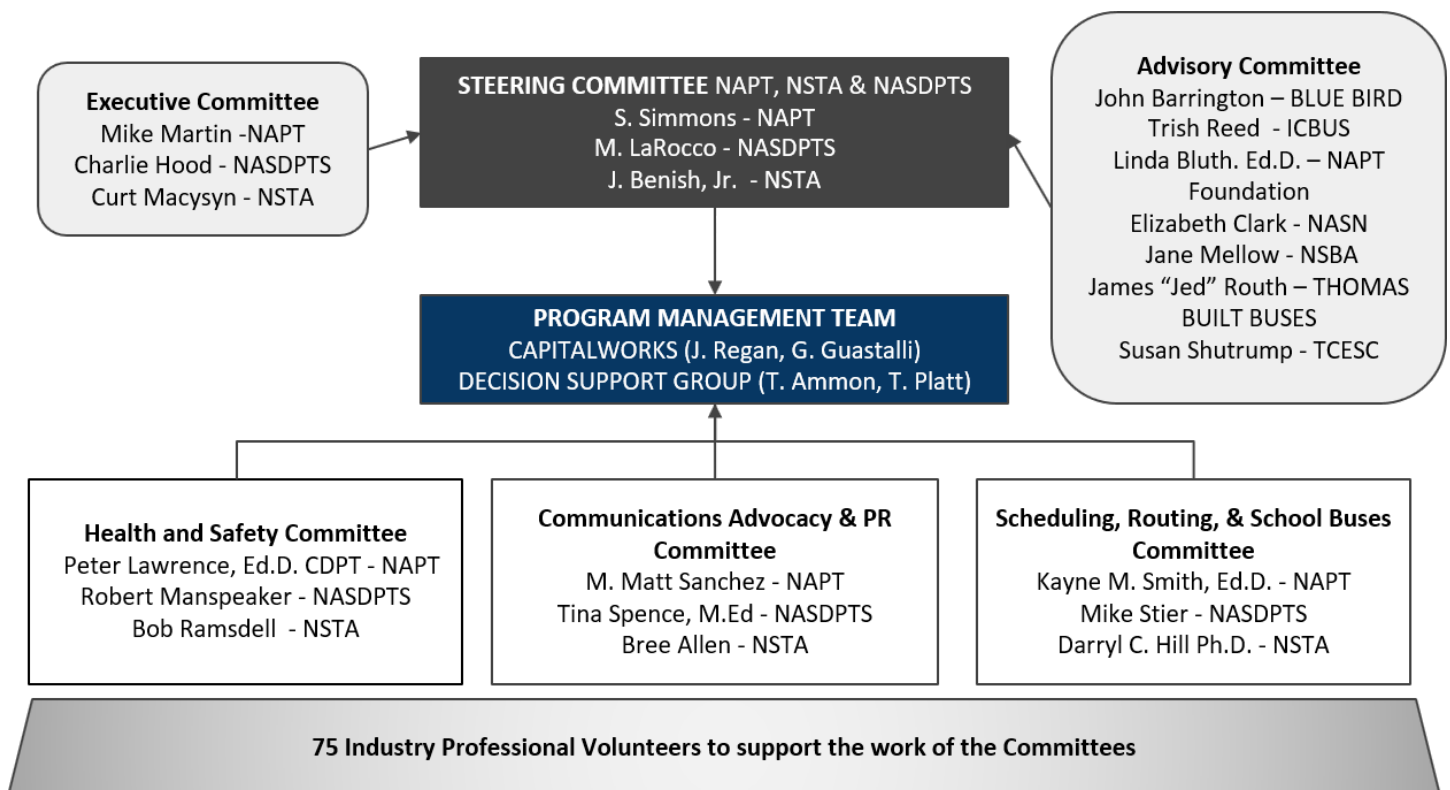 Executive Committee
Mike Martin -NAPT
Charlie Hood - NASDPTS
Curt Macysyn - NSTA
STEERING COMMITTEE NAPT, NSTA & NASDPTS
S. Simmons - NAPT
M. LaRocco - NASDPTS
J. Benish, Jr.  - NSTA
Advisory Committee
John Barrington – BLUE BIRD
Trish Reed  - ICBUS
Linda Bluth. Ed.D. – NAPT
Foundation
Elizabeth Clark - NASN
Jane Mellow - NSBA
James “Jed” Routh – THOMAS
BUILT BUSES
Susan Shutrump - TCESC
PROGRAM MANAGEMENT TEAM
CAPITALWORKS (J. Regan, G. Guastalli)
DECISION SUPPORT GROUP (T. Ammon, T. Platt)
Health and Safety Committee
Peter Lawrence, Ed.D. CDPT - NAPT
Robert Manspeaker - NASDPTS
Bob Ramsdell  - NSTA
Communications Advocacy & PR
Committee
M. Matt Sanchez - NAPT
Tina Spence, M.Ed - NASDPTS
Bree Allen - NSTA
Scheduling, Routing, & School Buses
Committee
Kayne M. Smith, Ed.D. - NAPT
Mike Stier - NASDPTS
Darryl C. Hill Ph.D. - NSTA
75 Industry Professional Volunteers to support the work of the Committees